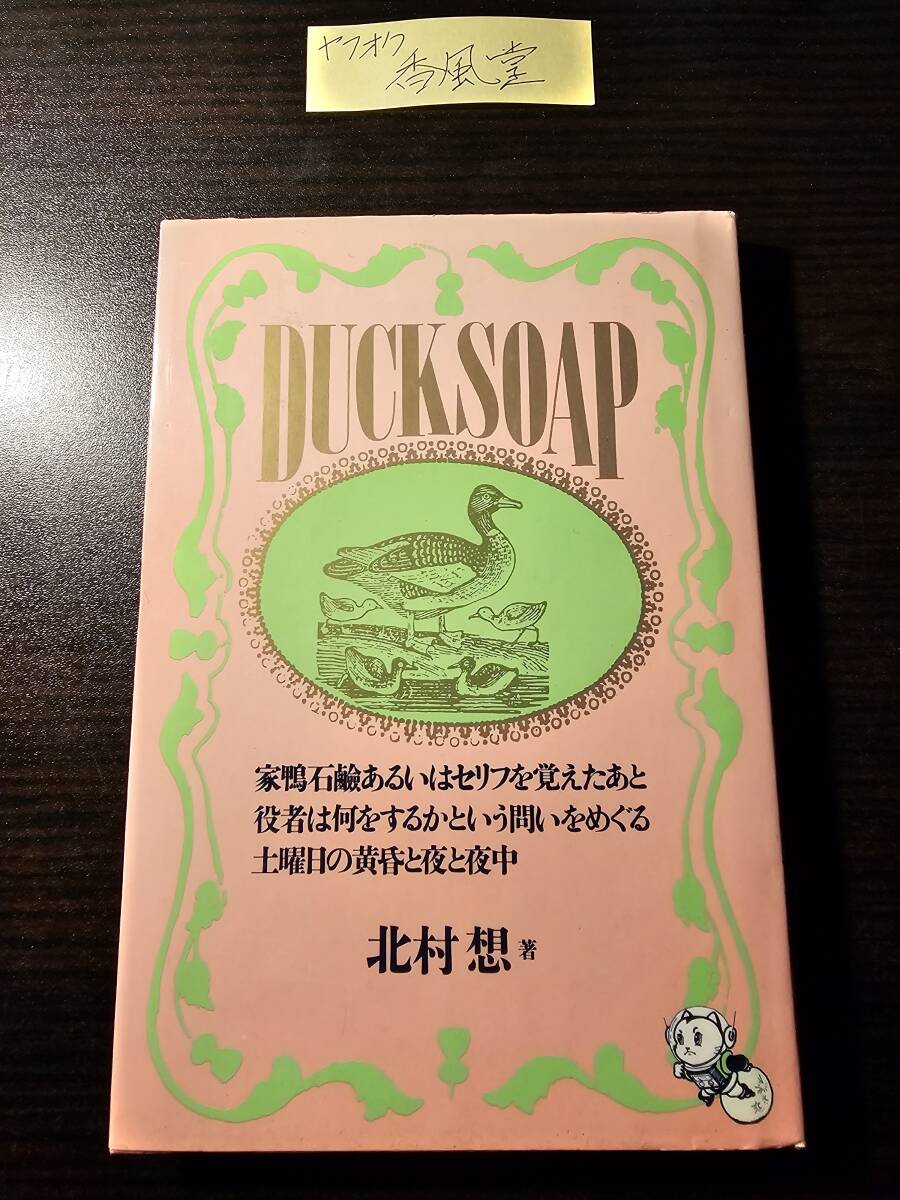 ヤフオク
香風堂
DUCKSOAP
家鴨石鹼あるいはセリフを覚えたあと
役者は何をするかという問いをめぐる
土曜日の黄昏と夜と夜中
北村 想 著